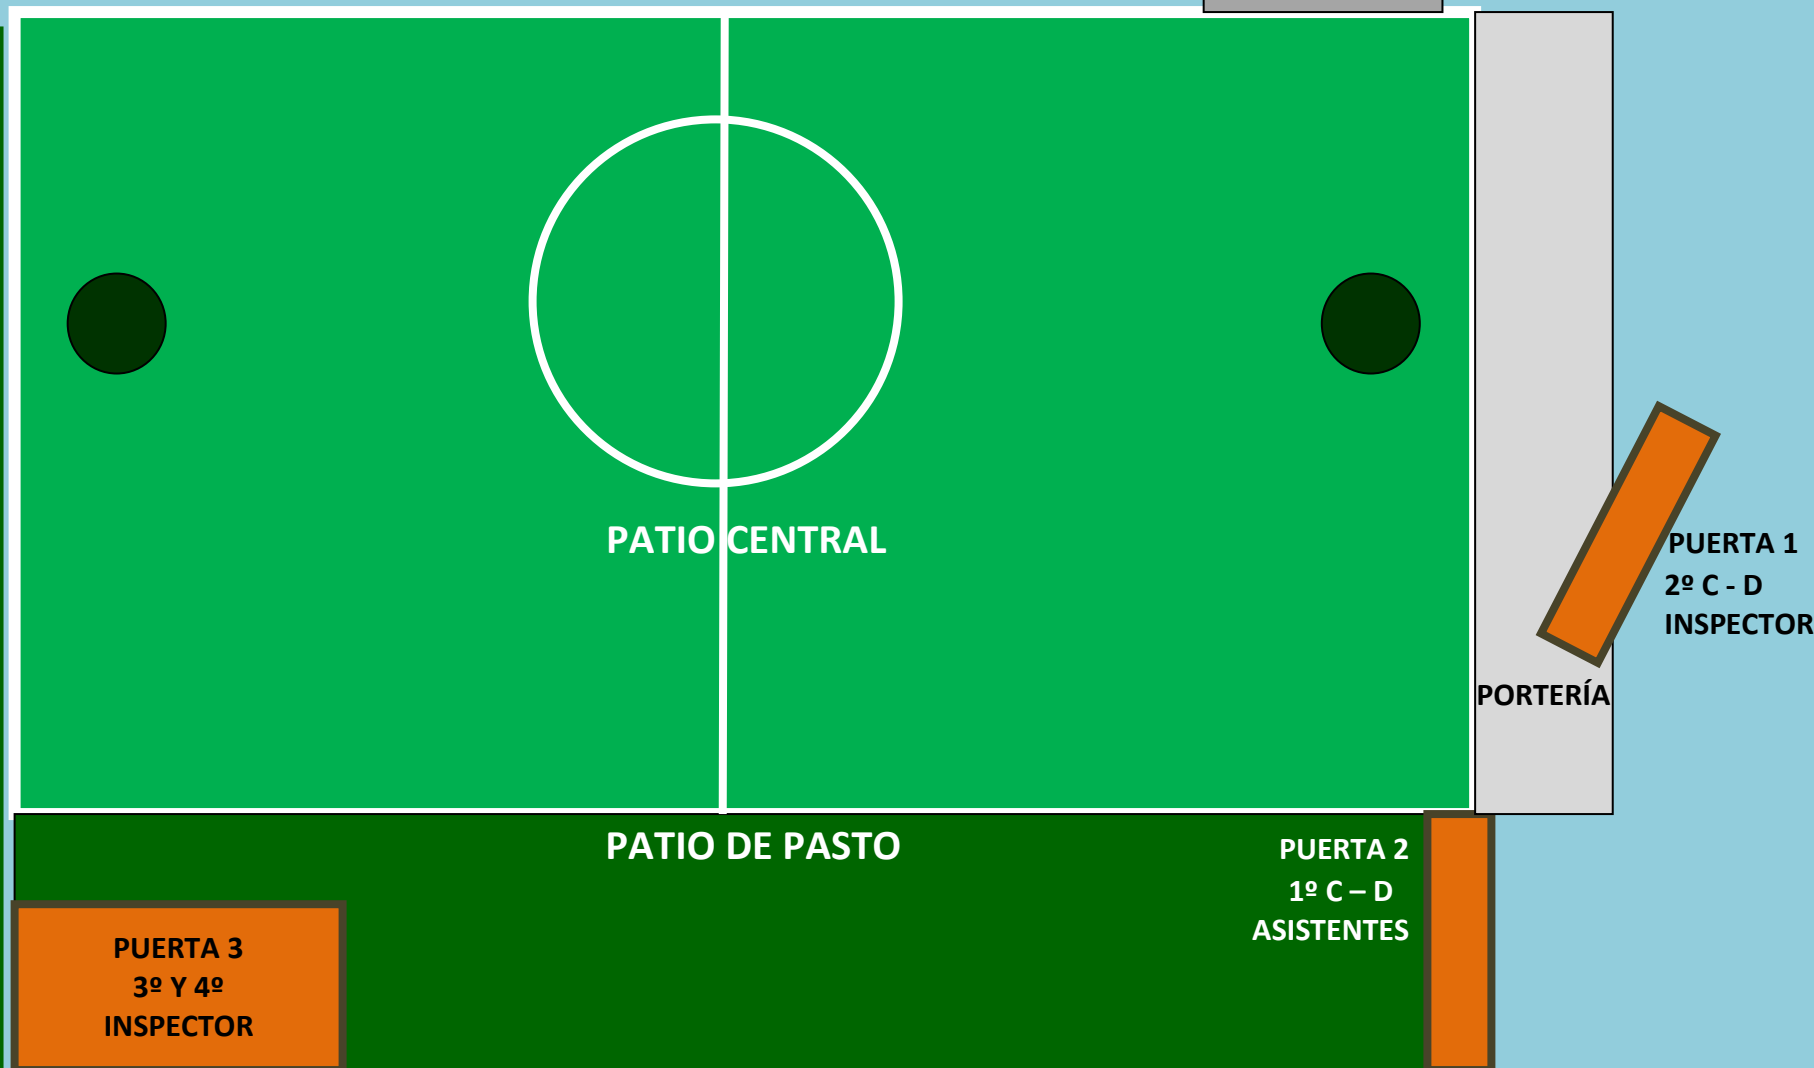 PATIO CENTRAL
PUERTA 1
2º C - D
INSPECTOR
PORTERÍA
PATIO DE PASTO
PUERTA 2
1º C – D
ASISTENTES
PUERTA 3
3º Y 4º
INSPECTOR